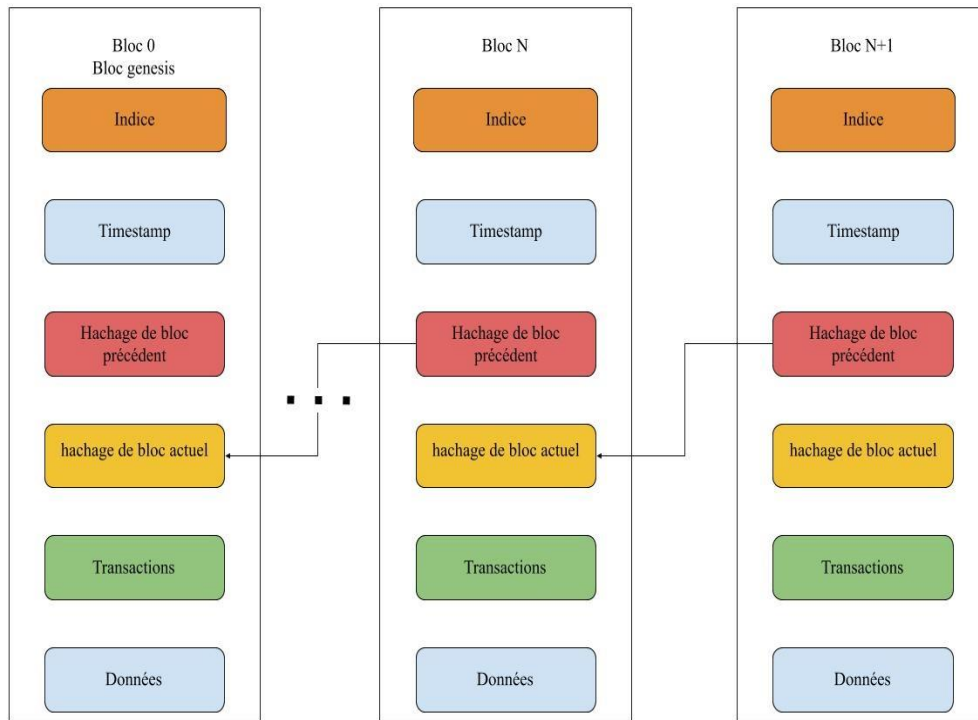 Bloc 0
Bloc genesis
Indice
Timestamp
Hachage de bloc
précédent
hachage de bloc actuel
Transactions
Données
Bloc N
Indice
Timestamp
Hachage de bloc
précédent
hachage de bloc actuel
Transactions
Données
Bloc N+1
Indice
Timestamp
Hachage de bloc
précédent
hachage de bloc actuel
Transactions
Données